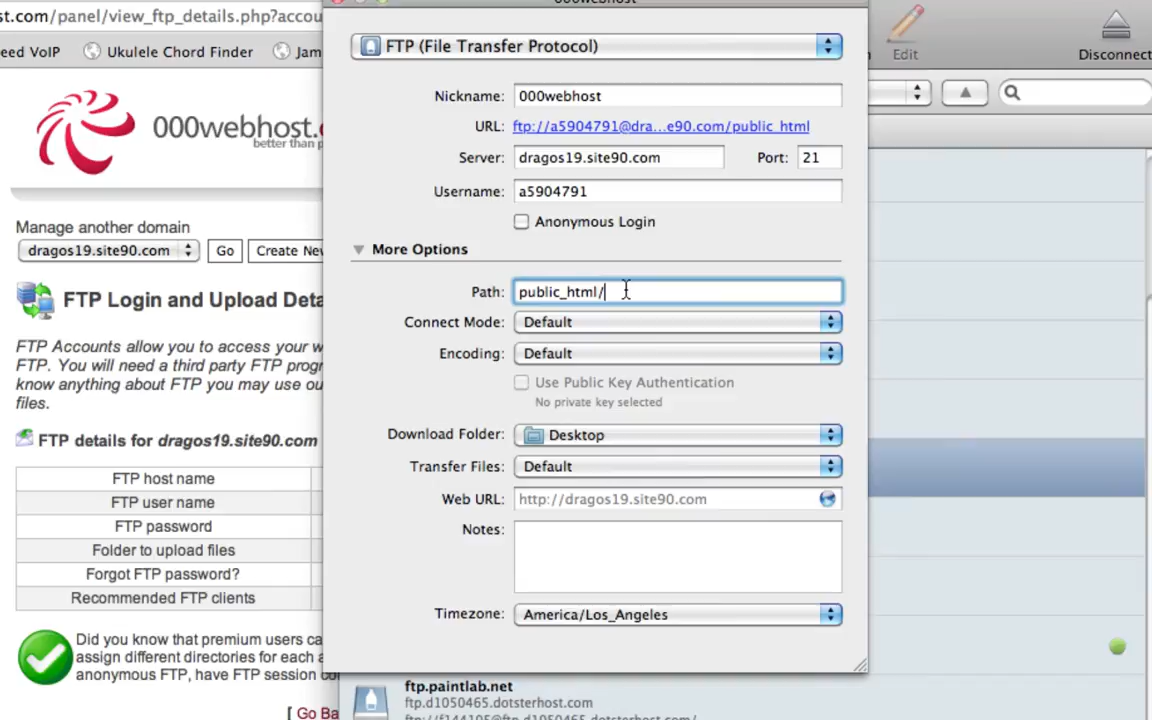 st.com/panel/view_ftp_details.php?accou
eed VoIP
Ukulele Chord Finder
Jam
000webhost.
better than p
Manage another domain
dragos19.site90.com
Go
Create New
FTP Login and Upload Deta
FTP Accounts allow you to access your w
FTP. You will need a third party FTP prog
know anything about FTP you may use ou
files.
FTP details for dragos19.site90.com
FTP host name
FTP user name
FTP password
Folder to upload files
Forgot FTP password?
Recommended FTP clients
Did you know that premium users ca
assign different directories for each a
anonymous FTP, have FTP session
[ Go Ba
000webhost
FTP (File Transfer Protocol)
Nickname: 000webhost
URL: ftp://a5904791@dra...e90.com/public_html
Server: dragos19.site90.com Port: 21
Username: a5904791
Anonymous Login
More Options
Path: public_html/
Connect Mode: Default
Encoding: Default
Use Public Key Authentication
No private key selected
Download Folder: Desktop
Transfer Files: Default
Web URL: http://dragos19.site90.com
Notes:
Timezone: America/Los_Angeles
Edit
Disconnect
ftp.paintlab.net
ftp.d1050465.dotsterhost.com